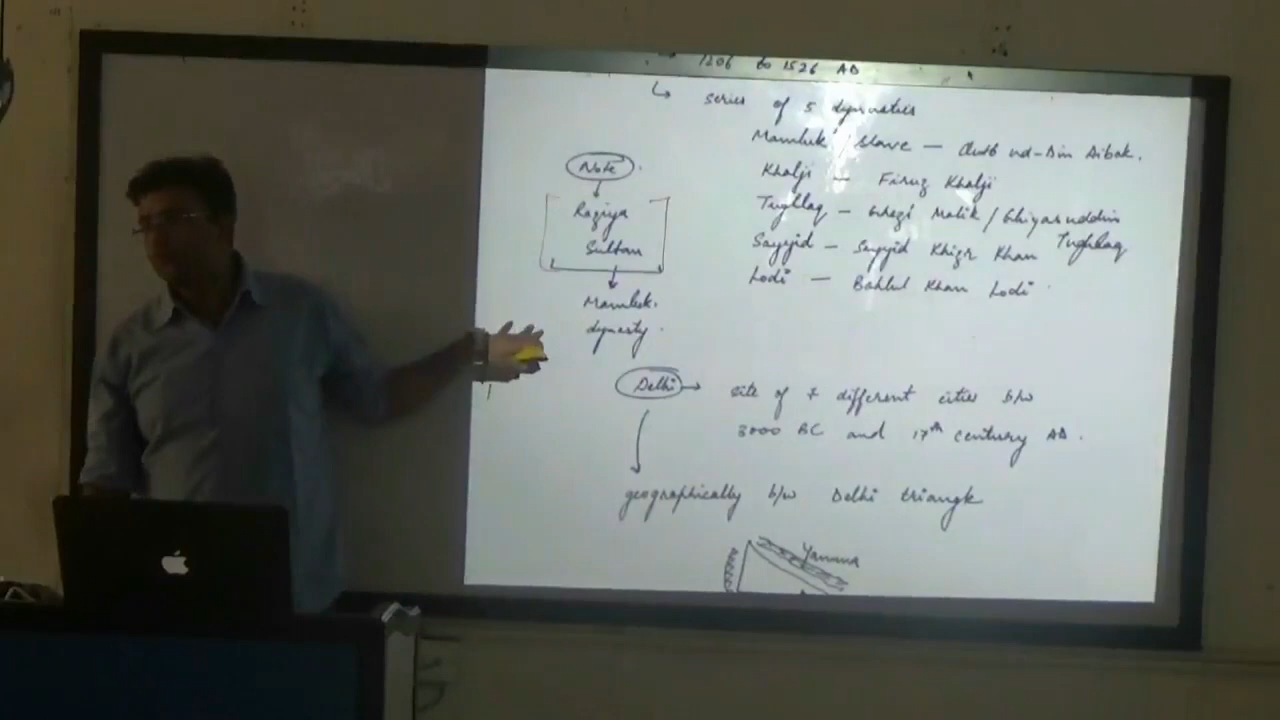 1206 to 1526 AD
↳ series of 5 dynasties
Mamluk / Slave — Qutb ud-Din Aibak.
Khalji — Firuz Khalji
Tughlaq — Ghazi Malik / Ghiyasuddin Tughlaq
Sayyid — Sayyid Khizr Khan
Lodi — Bahlul Khan Lodi
Note
Raziya
Sultan
Mamluk
dynasty.
Delhi → site of 7 different cities b/w
3000 BC and 17th century AD.
geographically b/w Delhi triangle
Yamuna